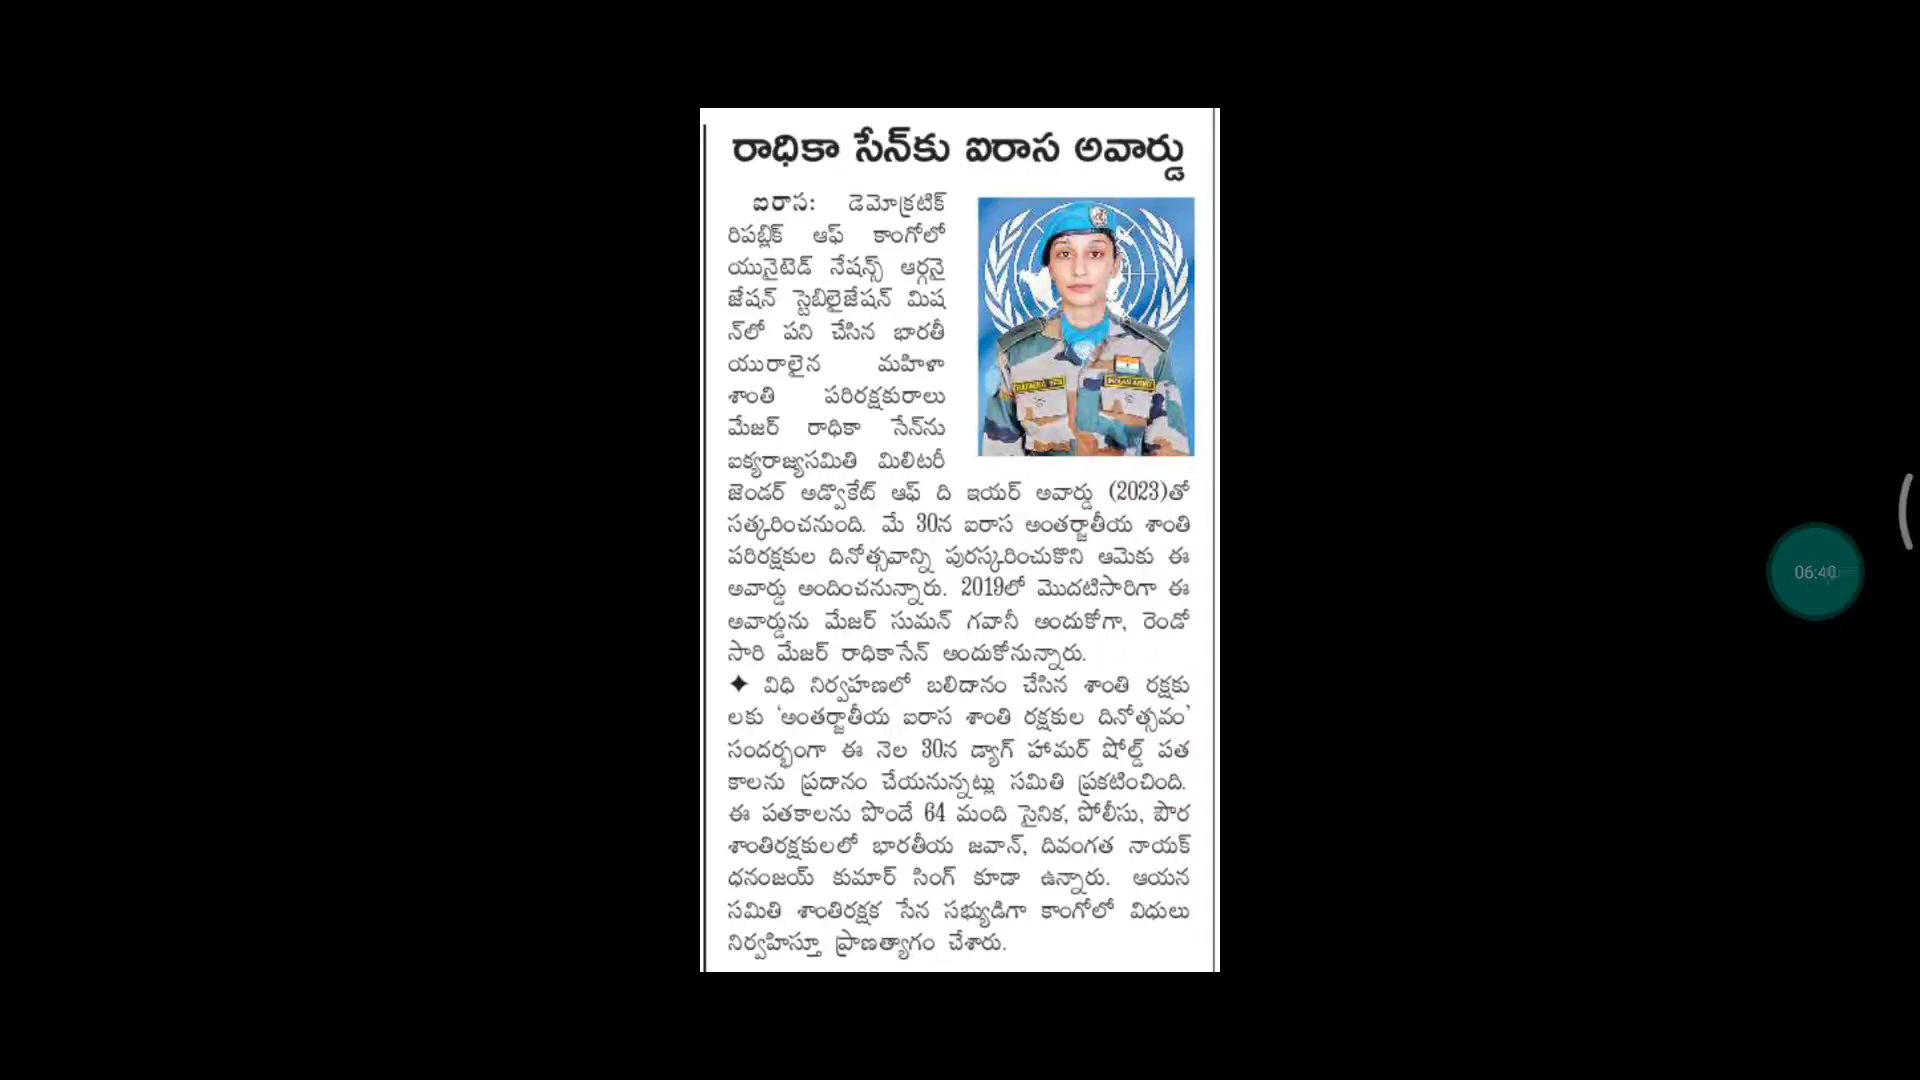 రాధికా సేన్‌కు ఐరాస అవార్డు
ఐరాస: డెమోక్రటిక్
రిపబ్లిక్ ఆఫ్ కాంగోలో
యునైటెడ్ నేషన్స్ ఆర్గనై
జేషన్ స్టెబిలైజేషన్ మిష
న్‌లో పని చేసిన భారతీ
యురాలైన మహిళా
శాంతి పరిరక్షకురాలు
మేజర్ రాధికా సేన్‌ను
ఐక్యరాజ్యసమితి మిలిటరీ
జెండర్ అడ్వొకేట్ ఆఫ్ ది ఇయర్ అవార్డు (2023)తో
సత్కరించనుంది. మే 30న ఐరాస అంతర్జాతీయ శాంతి
పరిరక్షకుల దినోత్సవాన్ని పురస్కరించుకొని ఆమెకు ఈ
అవార్డు అందించనున్నారు. 2019లో మొదటిసారిగా ఈ
అవార్డును మేజర్ సుమన్ గవానీ అందుకోగా, రెండో
సారి మేజర్ రాధికాసేన్ అందుకోనున్నారు.
✦ విధి నిర్వహణలో బలిదానం చేసిన శాంతి రక్షకు
లకు ‘అంతర్జాతీయ ఐరాస శాంతి రక్షకుల దినోత్సవం’
సందర్భంగా ఈ నెల 30న డ్యాగ్ హామర్ షోల్డ్ పత
కాలను ప్రదానం చేయనున్నట్లు సమితి ప్రకటించింది.
ఈ పతకాలను పొందే 64 మంది సైనిక, పోలీసు, పౌర
శాంతిరక్షకులలో భారతీయ జవాన్, దివంగత నాయక్
ధనంజయ్ కుమార్ సింగ్ కూడా ఉన్నారు. ఆయన
సమితి శాంతిరక్షక సేన సభ్యుడిగా కాంగోలో విధులు
నిర్వహిస్తూ ప్రాణత్యాగం చేశారు.
INDIAN ARMY
06:40